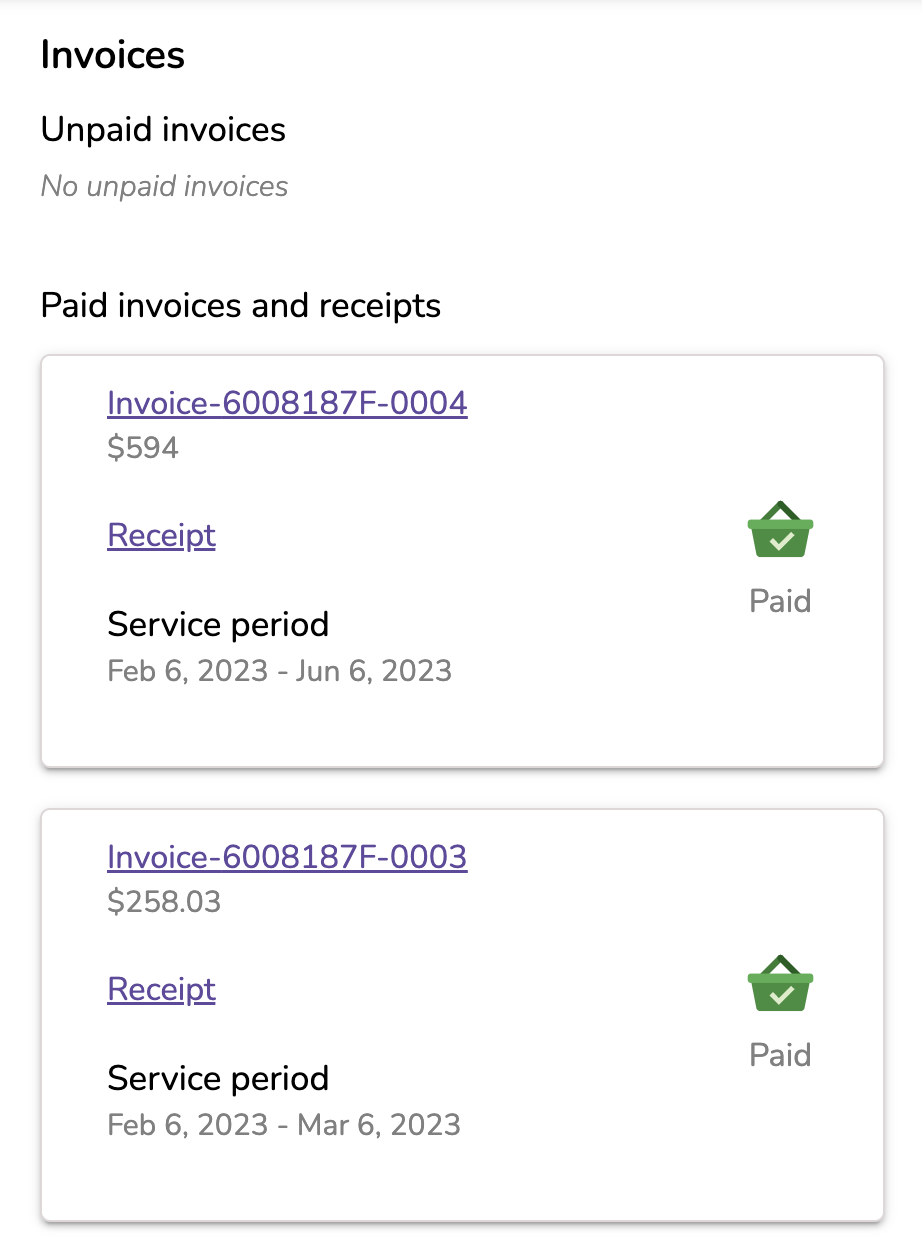 Invoices
Unpaid invoices
No unpaid invoices
Paid invoices and receipts
Invoice-6008187F-0004
$594
Receipt
Paid
Service period
Feb 6, 2023 - Jun 6, 2023
Invoice-6008187F-0003
$258.03
Receipt
Paid
Service period
Feb 6, 2023 - Mar 6, 2023